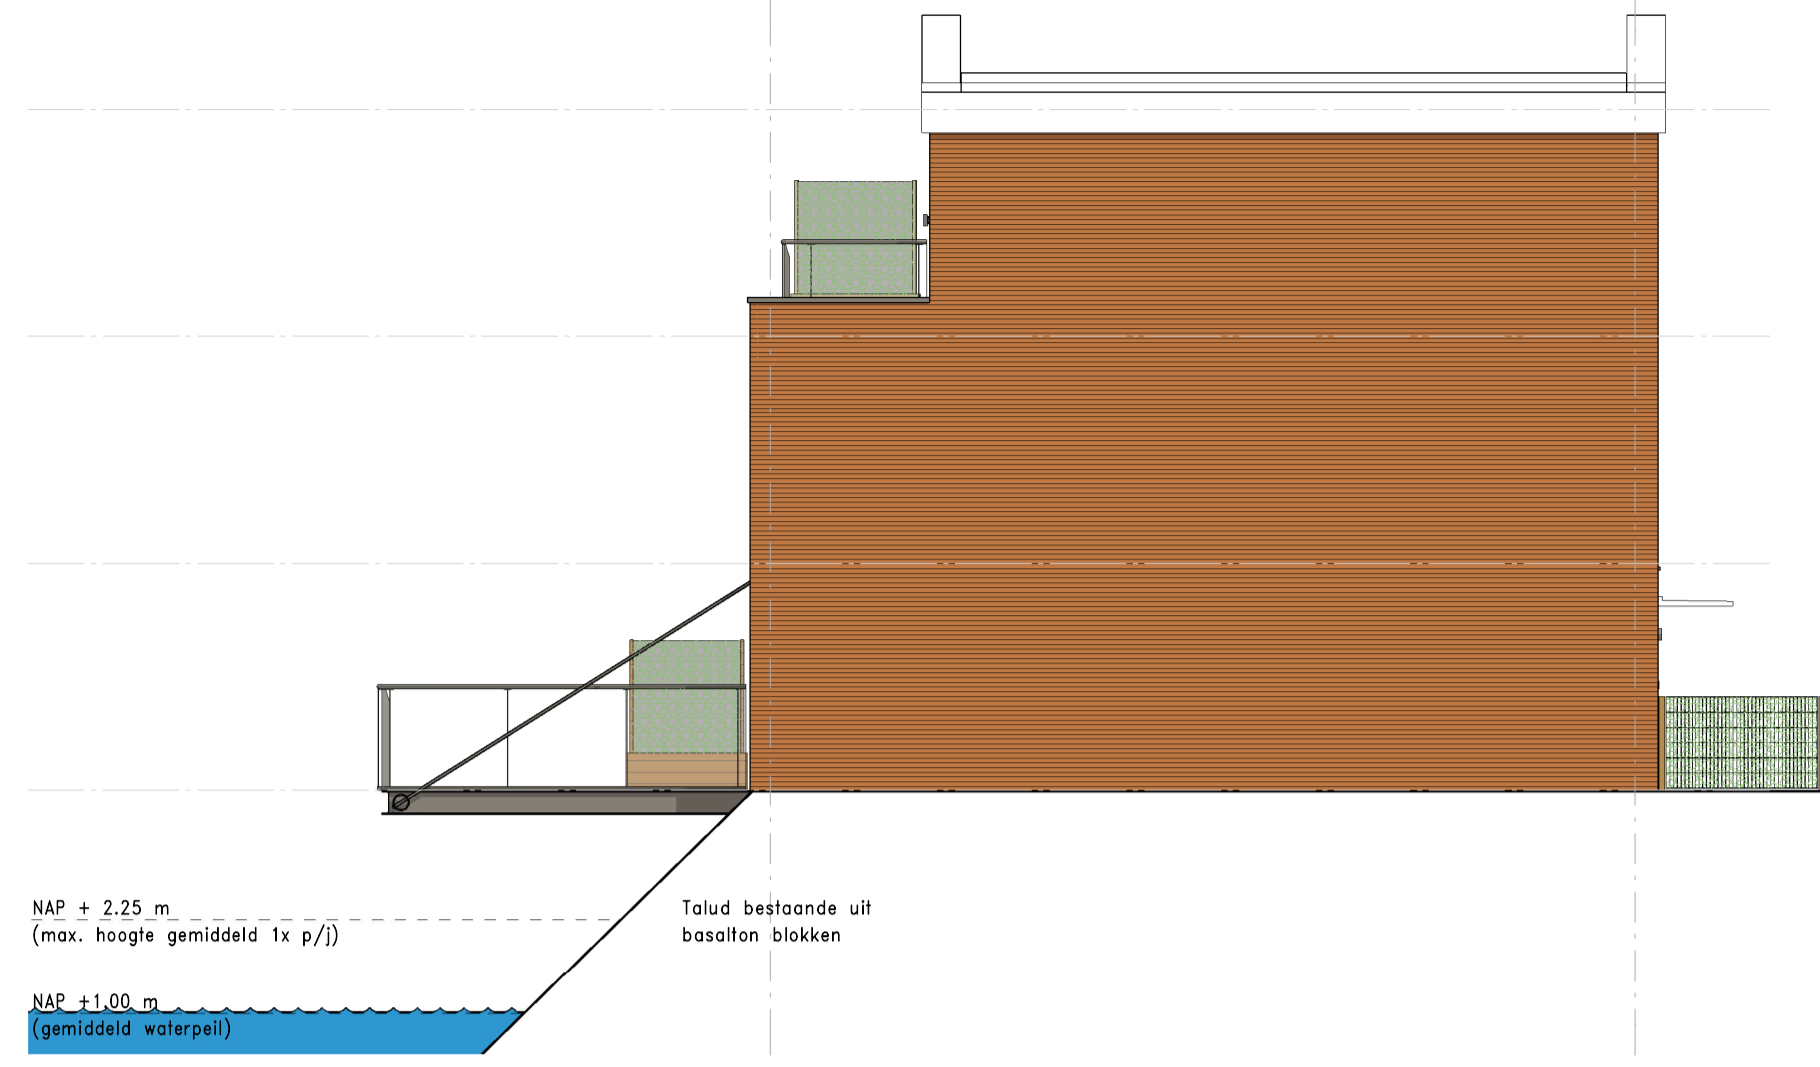 NAP + 2.25 m
(max. hoogte gemiddeld 1x p/j)
Talud bestaande uit
basalton blokken
NAP +1.00 m
(gemiddeld waterpeil)